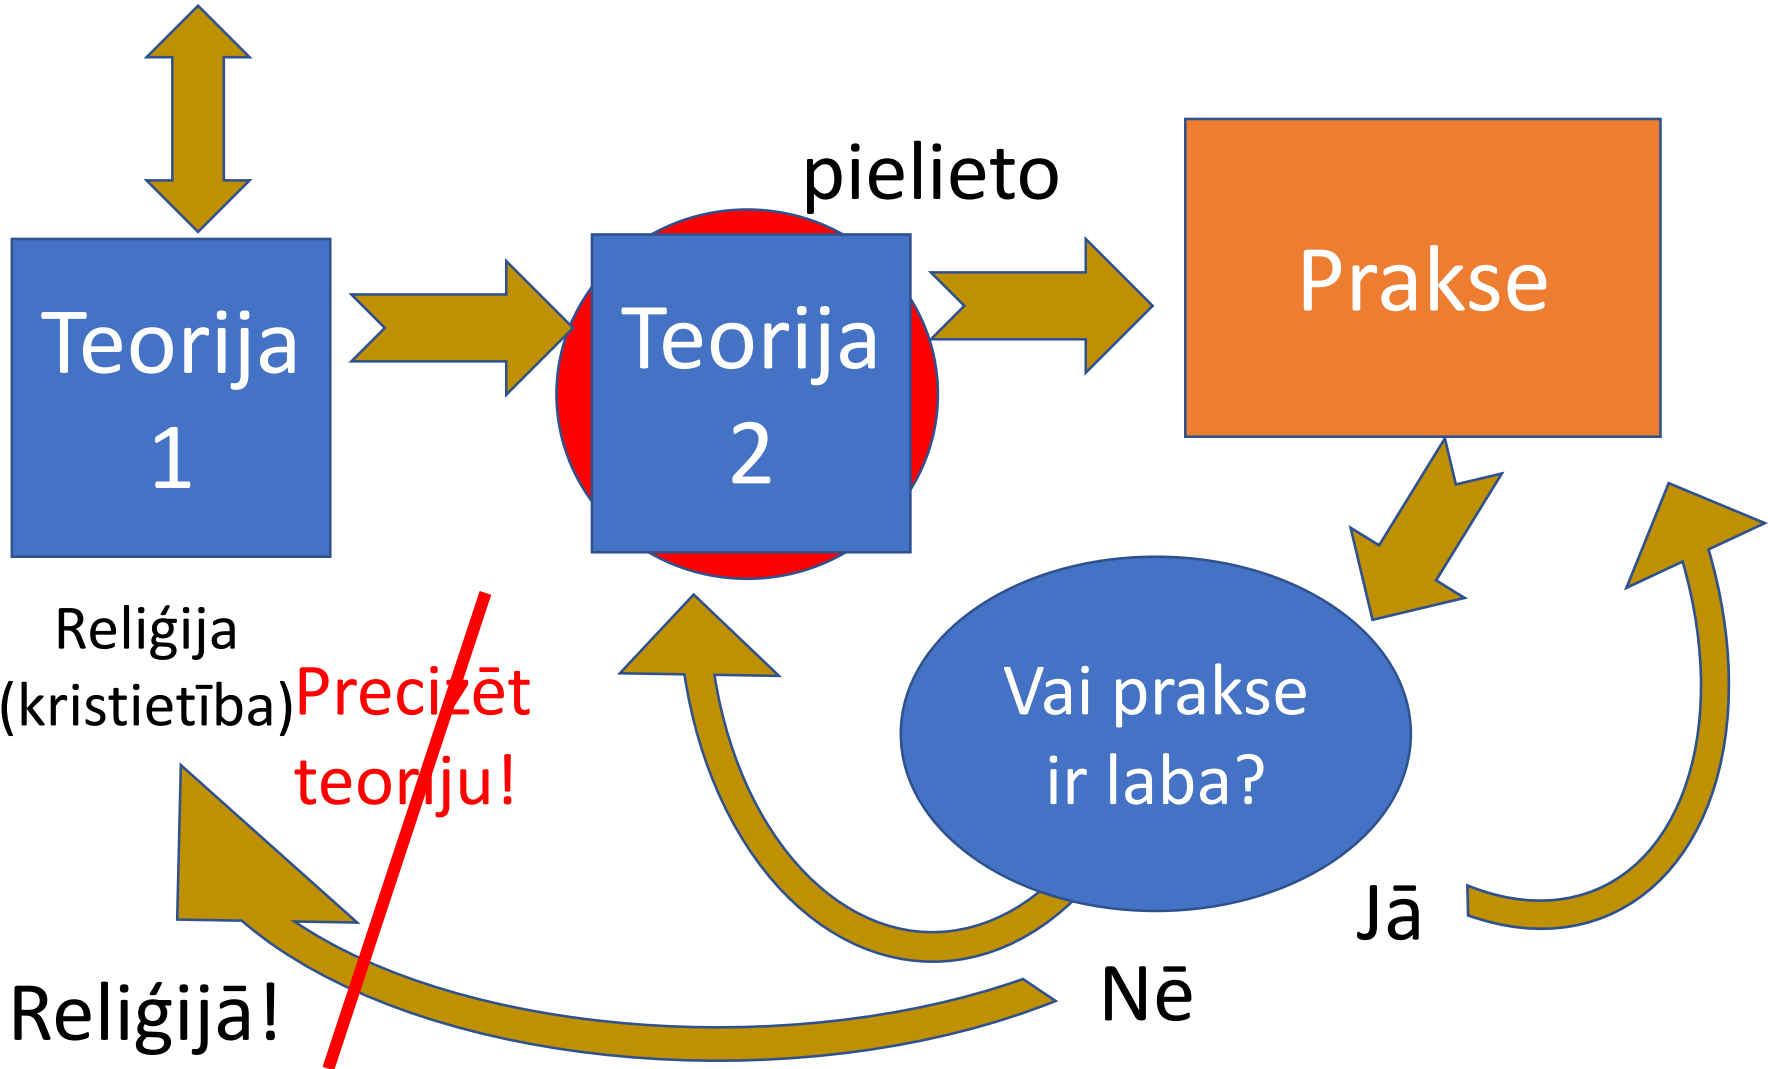 pielieto
Teorija
1
Teorija
2
Prakse
Reliģija
(kristietība)
Precizēt
teoriju!
Vai prakse
ir laba?
Jā
Nē
Reliģijā!